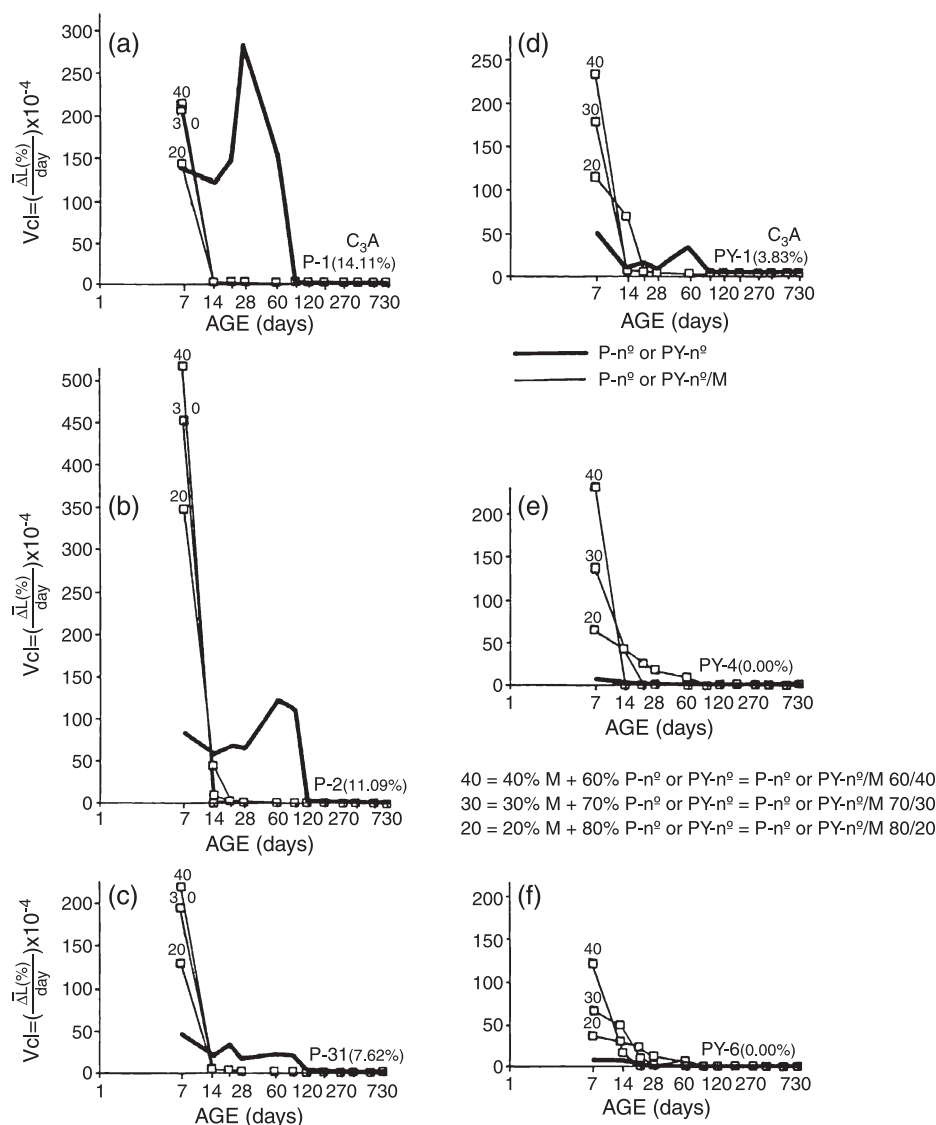 (a)
300
250
200
150
100
50
0
Vcl=(ΔL(%)/day)x10-4
40
3 0
20
C3A
P-1(14.11%)
1 7 14 28 60 120 270 730
AGE (days)
(d)
250
200
150
100
50
0
40
30
20
C3A
PY-1(3.83%)
1 7 14 28 60 120 270 730
AGE (days)
P-nº or PY-nº
P-nº or PY-nº/M
(b)
500
450
400
350
300
250
200
150
100
50
0
Vcl=(ΔL(%)/day)x10-4
40
3 0
20
P-2(11.09%)
1 7 14 28 60 120 270 730
AGE (days)
(e)
200
150
100
50
0
40
30
20
PY-4(0.00%)
1 7 14 28 60 120 270 730
AGE (days)
40 = 40% M + 60% P-nº or PY-nº = P-nº or PY-nº/M 60/40
30 = 30% M + 70% P-nº or PY-nº = P-nº or PY-nº/M 70/30
20 = 20% M + 80% P-nº or PY-nº = P-nº or PY-nº/M 80/20
(c)
200
150
100
50
0
Vcl=(ΔL(%)/day)x10-4
40
3 0
20
P-31(7.62%)
1 7 14 28 60 120 270 730
AGE (days)
(f)
200
150
100
50
0
40
30
20
PY-6(0.00%)
1 7 14 28 60 120 270 730
AGE (days)